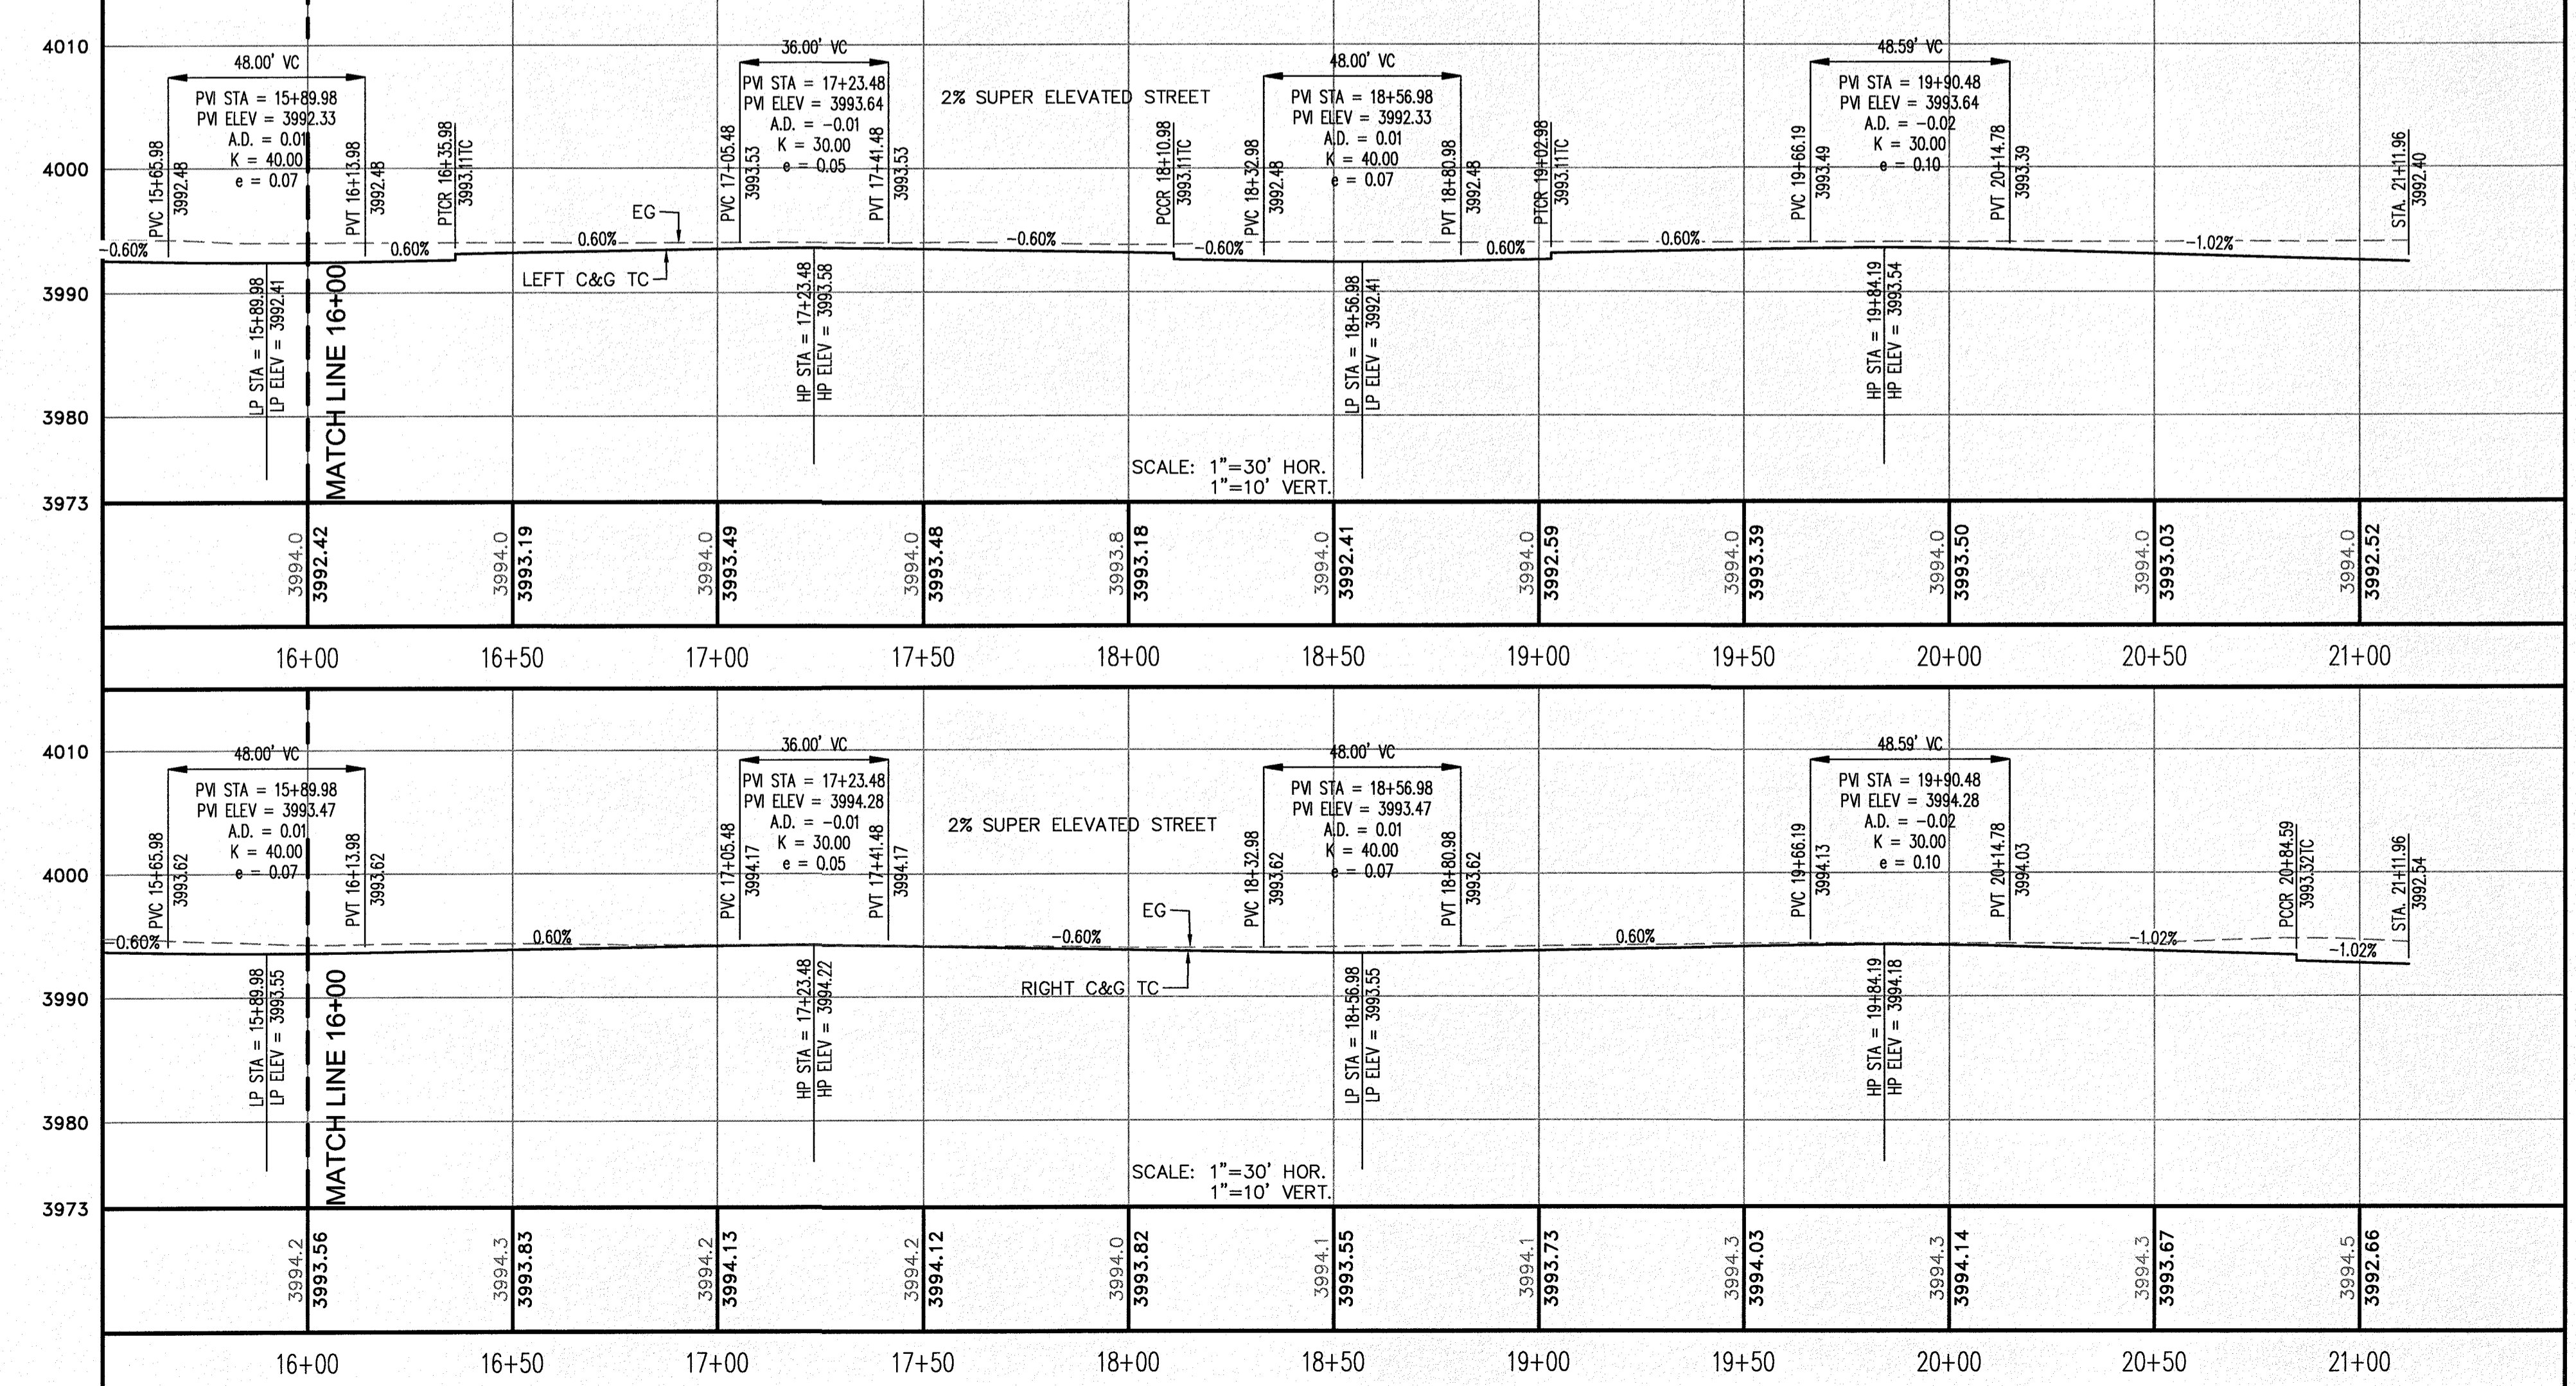 4010
4000
3990
3980
3973
48.00' VC
PVI STA = 15+89.98
PVI ELEV = 3992.33
A.D. = 0.01
K = 40.00
e = 0.07
PVC 15+65.98
3992.48
PVT 16+13.98
3992.48
PTCR 16+35.98
3993.11TC
-0.60%
0.60%
0.60%
EG
LEFT C&G TC
LP STA = 15+89.98
LP ELEV = 3992.41
MATCH LINE 16+00
36.00' VC
PVI STA = 17+23.48
PVI ELEV = 3993.64
A.D. = -0.01
K = 30.00
e = 0.05
PVC 17+05.48
3993.53
PVT 17+41.48
3993.53
HP STA = 17+23.48
HP ELEV = 3993.58
2% SUPER ELEVATED STREET
-0.60%
PCCR 18+10.98
3993.11TC
-0.60%
48.00' VC
PVI STA = 18+56.98
PVI ELEV = 3992.33
A.D. = 0.01
K = 40.00
e = 0.07
PVC 18+32.98
3992.48
PVT 18+80.98
3992.48
0.60%
PTCR 19+02.98
3993.11TC
LP STA = 18+56.98
LP ELEV = 3992.41
0.60%
48.59' VC
PVI STA = 19+90.48
PVI ELEV = 3993.64
A.D. = -0.02
K = 30.00
e = 0.10
PVC 19+66.19
3993.49
PVT 20+14.78
3993.39
HP STA = 19+84.19
HP ELEV = 3993.54
-1.02%
STA. 21+11.96
3992.40
SCALE: 1"=30' HOR.
1"=10' VERT.
3994.0
3992.42
3994.0
3993.19
3994.0
3993.49
3994.0
3993.48
3993.8
3993.18
3994.0
3992.41
3994.0
3992.59
3994.0
3993.39
3994.0
3993.50
3994.0
3993.03
3994.0
3992.52
16+00 16+50 17+00 17+50 18+00 18+50 19+00 19+50 20+00 20+50 21+00
4010
4000
3990
3980
3973
48.00' VC
PVI STA = 15+89.98
PVI ELEV = 3993.47
A.D. = 0.01
K = 40.00
e = 0.07
PVC 15+65.98
3993.62
PVT 16+13.98
3993.62
-0.60%
0.60%
LP STA = 15+89.98
LP ELEV = 3993.55
MATCH LINE 16+00
36.00' VC
PVI STA = 17+23.48
PVI ELEV = 3994.28
A.D. = -0.01
K = 30.00
e = 0.05
PVC 17+05.48
3994.17
PVT 17+41.48
3994.17
HP STA = 17+23.48
HP ELEV = 3994.22
2% SUPER ELEVATED STREET
-0.60%
EG
RIGHT C&G TC
48.00' VC
PVI STA = 18+56.98
PVI ELEV = 3993.47
A.D. = 0.01
K = 40.00
e = 0.07
PVC 18+32.98
3993.62
PVT 18+80.98
3993.62
LP STA = 18+56.98
LP ELEV = 3993.55
0.60%
48.59' VC
PVI STA = 19+90.48
PVI ELEV = 3994.28
A.D. = -0.02
K = 30.00
e = 0.10
PVC 19+66.19
3994.13
PVT 20+14.78
3994.03
HP STA = 19+84.19
HP ELEV = 3994.18
-1.02%
PCCR 20+84.59
3993.32TC
-1.02%
STA. 21+11.96
3992.54
SCALE: 1"=30' HOR.
1"=10' VERT.
3994.2
3993.56
3994.3
3993.83
3994.2
3994.13
3994.2
3994.12
3994.0
3993.82
3994.1
3993.55
3994.1
3993.73
3994.3
3994.03
3994.3
3994.14
3994.3
3993.67
3994.5
3992.66
16+00 16+50 17+00 17+50 18+00 18+50 19+00 19+50 20+00 20+50 21+00